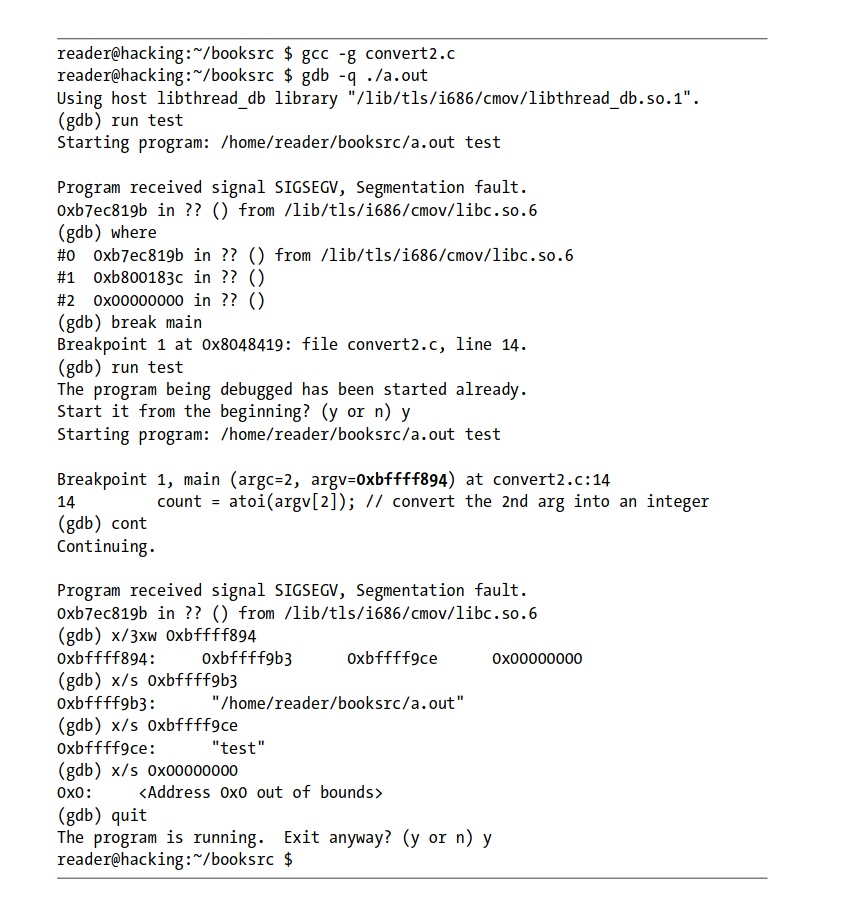 reader@hacking:~/booksrc $ gcc -g convert2.c
reader@hacking:~/booksrc $ gdb -q ./a.out
Using host libthread_db library "/lib/tls/i686/cmov/libthread_db.so.1".
(gdb) run test
Starting program: /home/reader/booksrc/a.out test

Program received signal SIGSEGV, Segmentation fault.
0xb7ec819b in ?? () from /lib/tls/i686/cmov/libc.so.6
(gdb) where
#0  0xb7ec819b in ?? () from /lib/tls/i686/cmov/libc.so.6
#1  0xb800183c in ?? ()
#2  0x00000000 in ?? ()
(gdb) break main
Breakpoint 1 at 0x8048419: file convert2.c, line 14.
(gdb) run test
The program being debugged has been started already.
Start it from the beginning? (y or n) y
Starting program: /home/reader/booksrc/a.out test

Breakpoint 1, main (argc=2, argv=0xbffff894) at convert2.c:14
14         count = atoi(argv[2]); // convert the 2nd arg into an integer
(gdb) cont
Continuing.

Program received signal SIGSEGV, Segmentation fault.
0xb7ec819b in ?? () from /lib/tls/i686/cmov/libc.so.6
(gdb) x/3xw 0xbffff894
0xbffff894:     0xbffff9b3      0xbffff9ce      0x00000000
(gdb) x/s 0xbffff9b3
0xbffff9b3:      "/home/reader/booksrc/a.out"
(gdb) x/s 0xbffff9ce
0xbffff9ce:      "test"
(gdb) x/s 0x00000000
0x0:     <Address 0x0 out of bounds>
(gdb) quit
The program is running.  Exit anyway? (y or n) y
reader@hacking:~/booksrc $